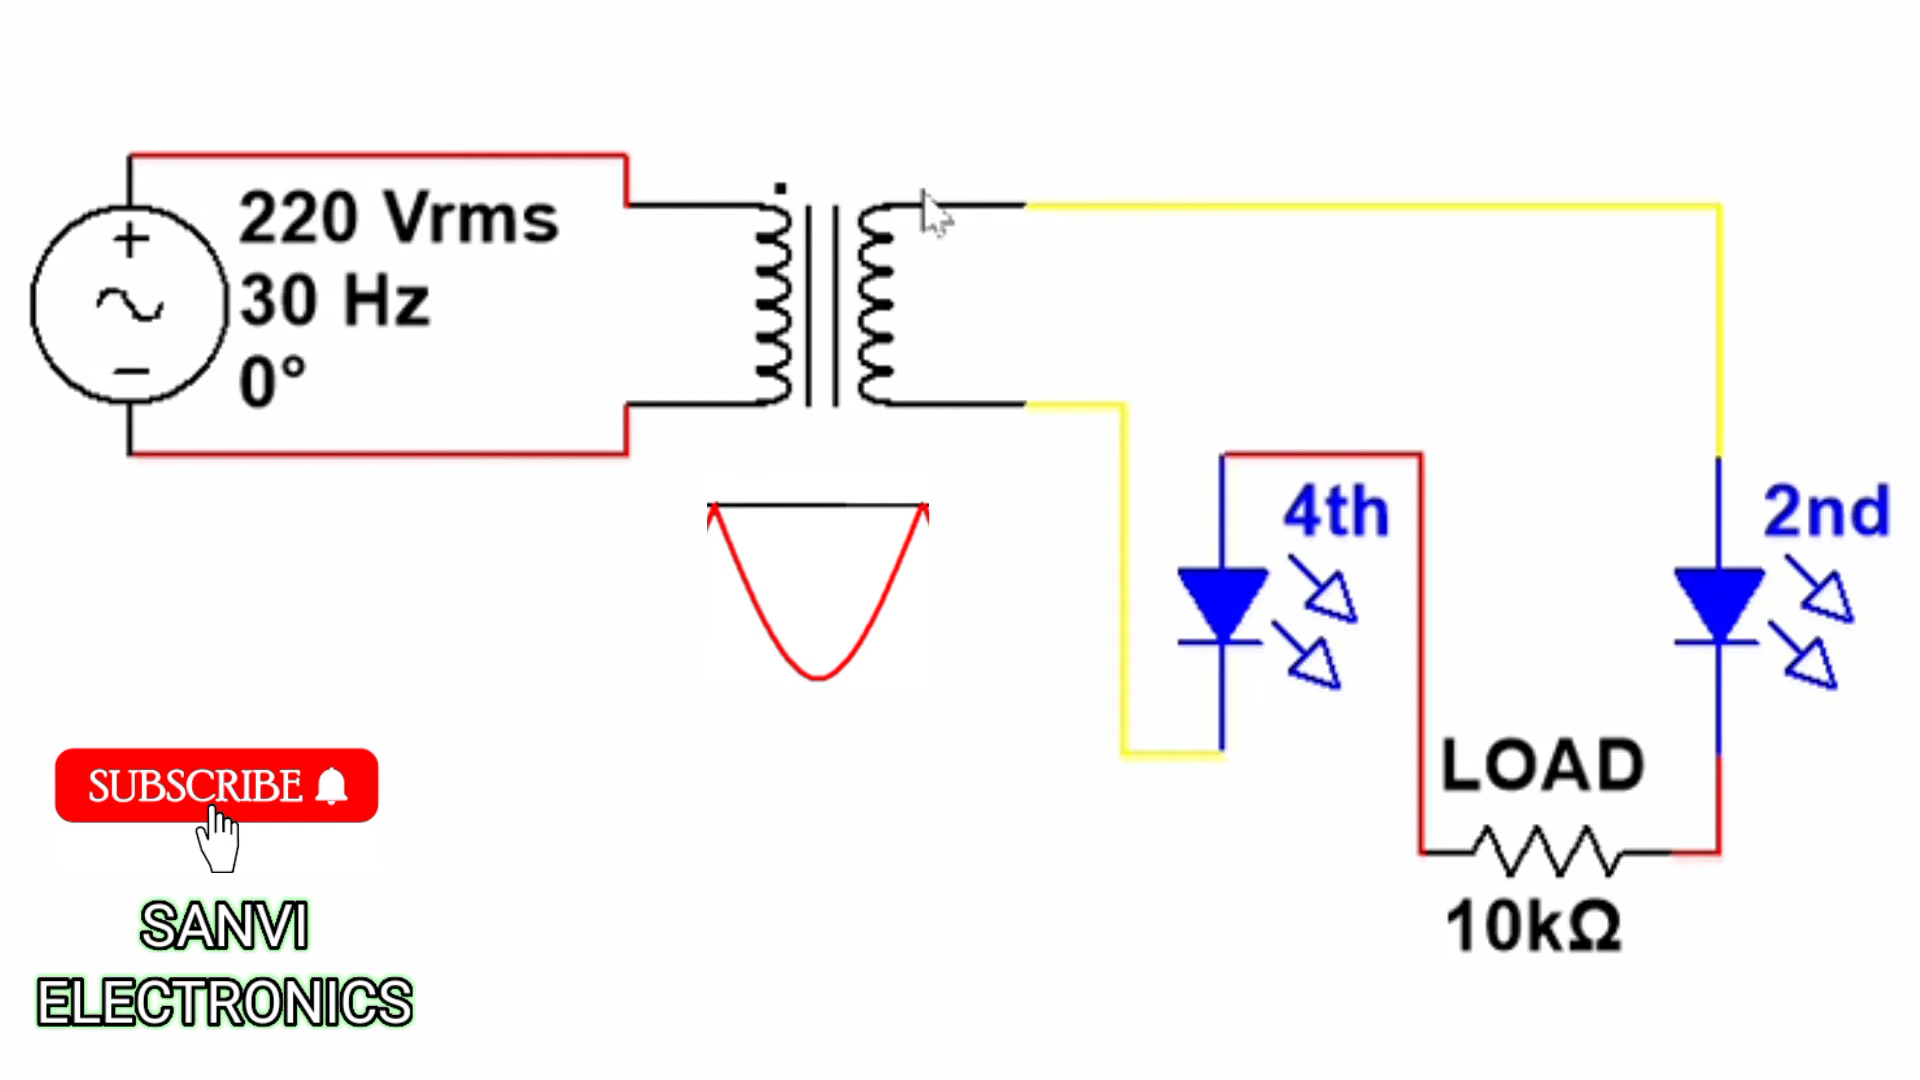 220 Vrms
30 Hz
0°
4th
2nd
LOAD
10kΩ
SUBSCRIBE
SANVI
ELECTRONICS